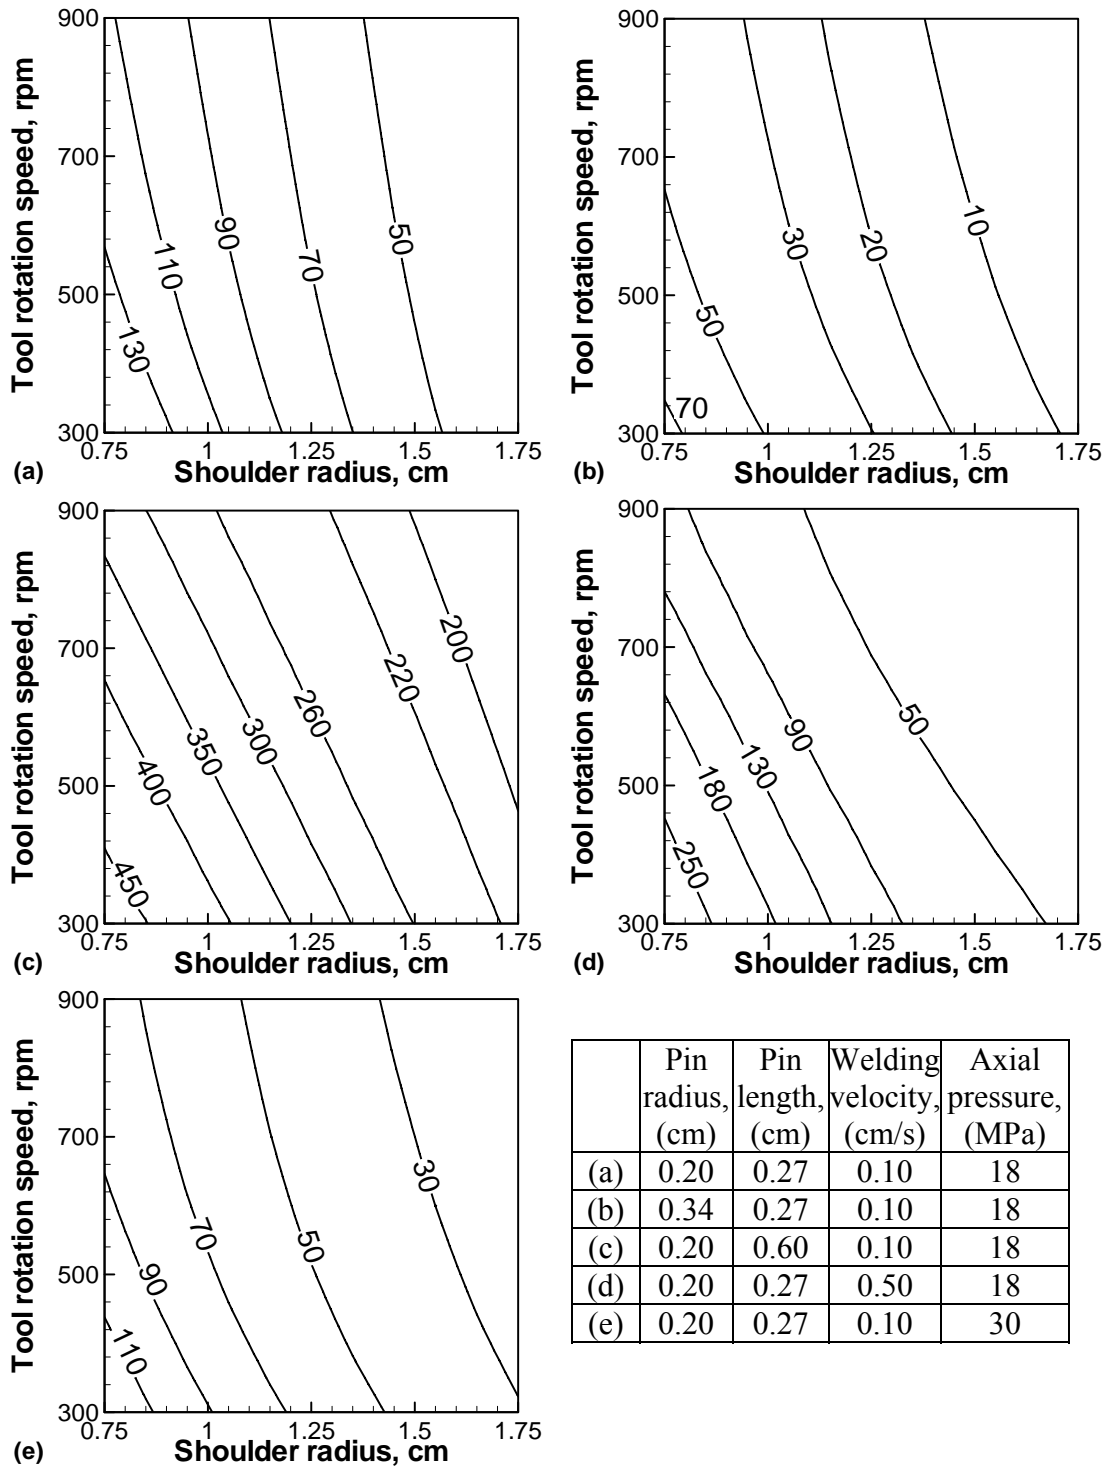 900
700
500
300
Tool rotation speed, rpm
110
90
70
50
130
0.75 1 1.25 1.5 1.75
(a) Shoulder radius, cm
900
700
500
300
Tool rotation speed, rpm
30
20
10
50
70
0.75 1 1.25 1.5 1.75
(b) Shoulder radius, cm
900
700
500
300
Tool rotation speed, rpm
200
220
260
300
350
400
450
0.75 1 1.25 1.5 1.75
(c) Shoulder radius, cm
900
700
500
300
Tool rotation speed, rpm
50
90
130
180
250
0.75 1 1.25 1.5 1.75
(d) Shoulder radius, cm
900
700
500
300
Tool rotation speed, rpm
30
50
70
90
110
0.75 1 1.25 1.5 1.75
(e) Shoulder radius, cm
Pin Pin Welding Axial
radius, length, velocity, pressure,
(cm) (cm) (cm/s) (MPa)
(a) 0.20 0.27 0.10 18
(b) 0.34 0.27 0.10 18
(c) 0.20 0.60 0.10 18
(d) 0.20 0.27 0.50 18
(e) 0.20 0.27 0.10 30